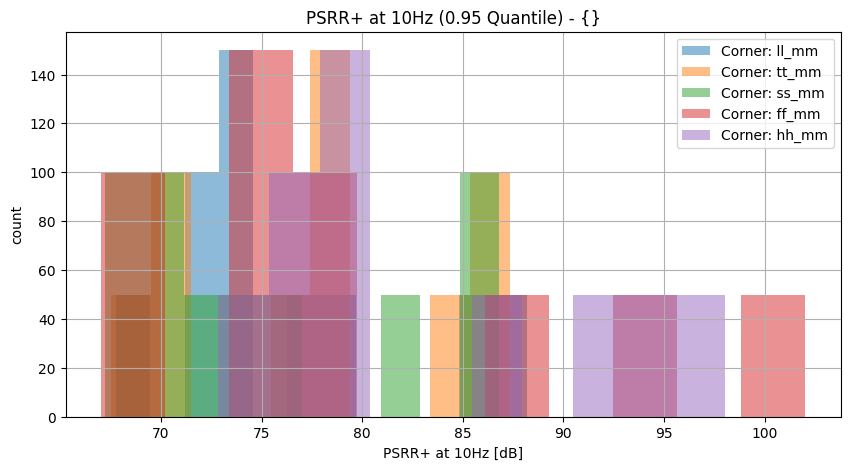 PSRR+ at 10Hz (0.95 Quantile) - {}
Corner: ll_mm
Corner: tt_mm
Corner: ss_mm
Corner: ff_mm
Corner: hh_mm
count
140
120
100
80
60
40
20
0
70 75 80 85 90 95 100
PSRR+ at 10Hz [dB]